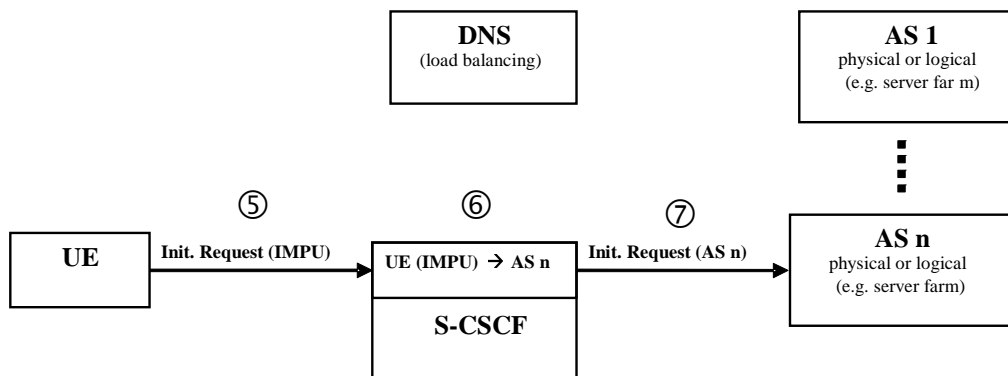 DNS
(load balancing)
AS 1
physical or logical
(e.g. server far m)
⑤
⑥
⑦
UE
Init. Request (IMPU)
UE (IMPU) → AS n
Init. Request (AS n)
S-CSCF
AS n
physical or logical
(e.g. server farm)